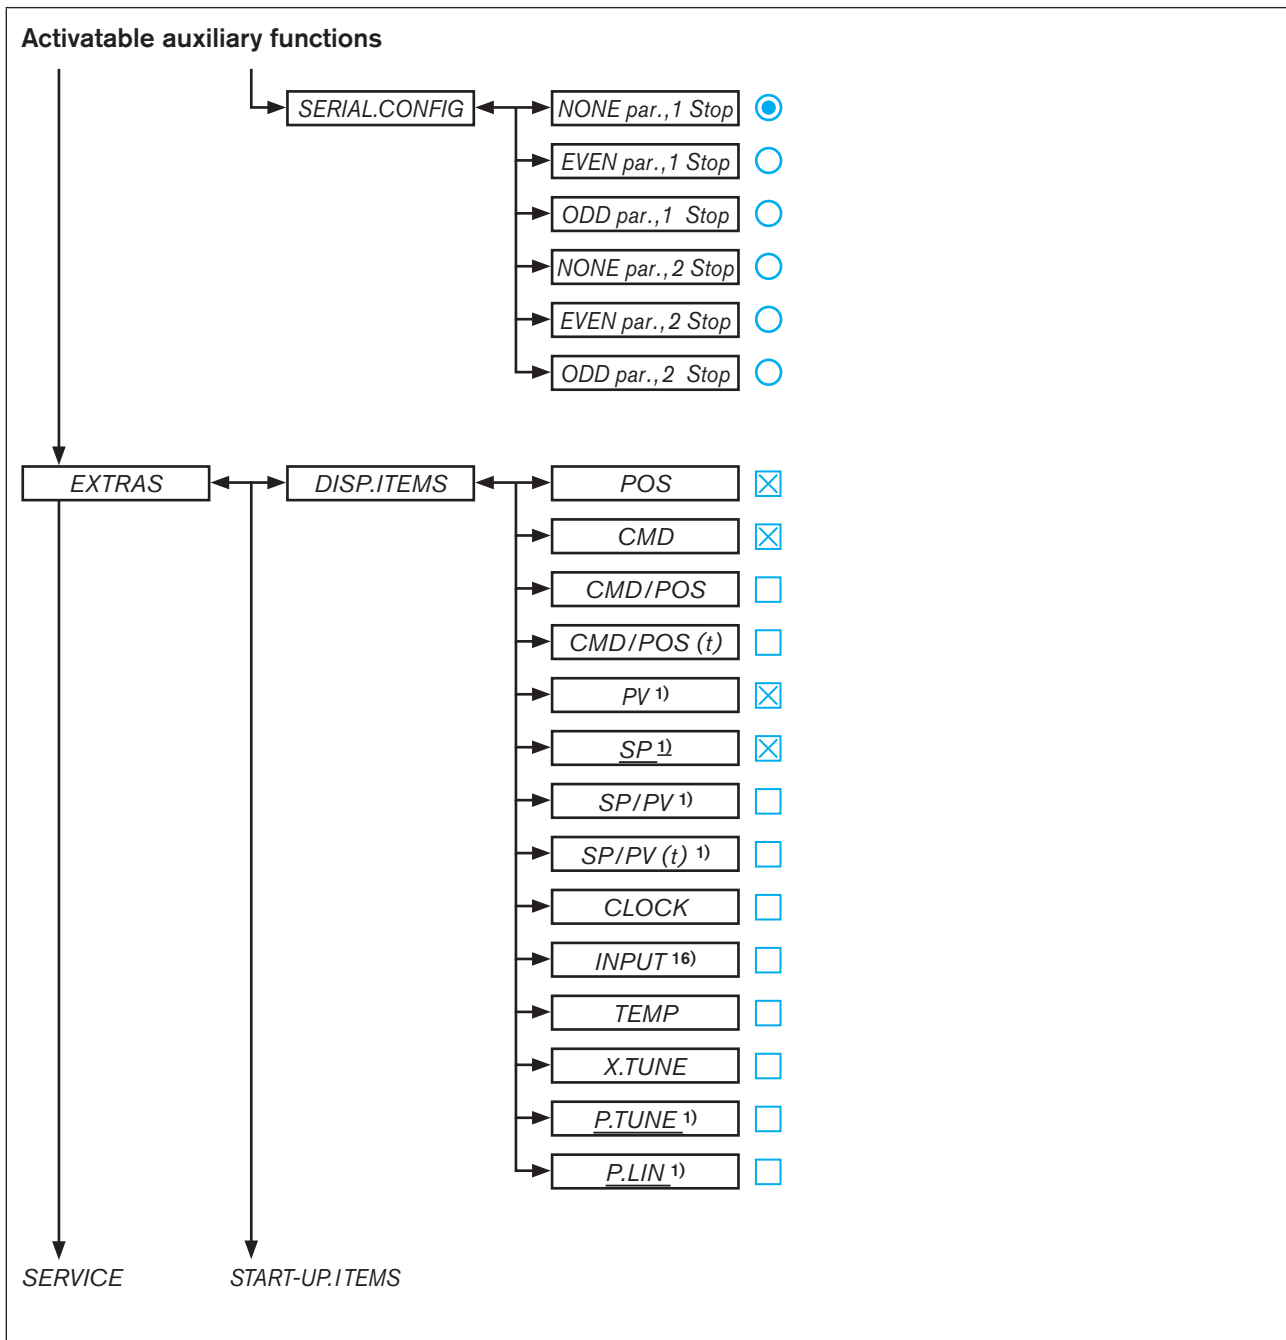 Activatable auxiliary functions
SERIAL.CONFIG
NONE par.,1 Stop
EVEN par.,1 Stop
ODD par.,1 Stop
NONE par.,2 Stop
EVEN par.,2 Stop
ODD par.,2 Stop
EXTRAS
DISP.ITEMS
POS
CMD
CMD/POS
CMD/POS (t)
PV 1)
SP 1)
SP/PV 1)
SP/PV (t) 1)
CLOCK
INPUT 16)
TEMP
X.TUNE
P.TUNE 1)
P.LIN 1)
SERVICE
START-UP.ITEMS